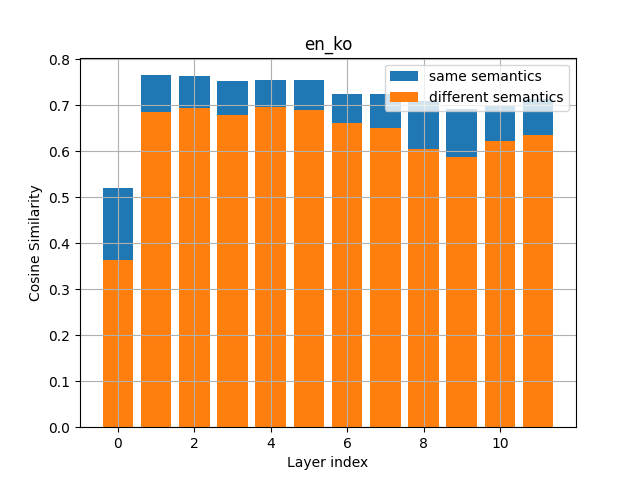 en_ko
same semantics
different semantics
Cosine Similarity
0.8
0.7
0.6
0.5
0.4
0.3
0.2
0.1
0.0
0 2 4 6 8 10
Layer index